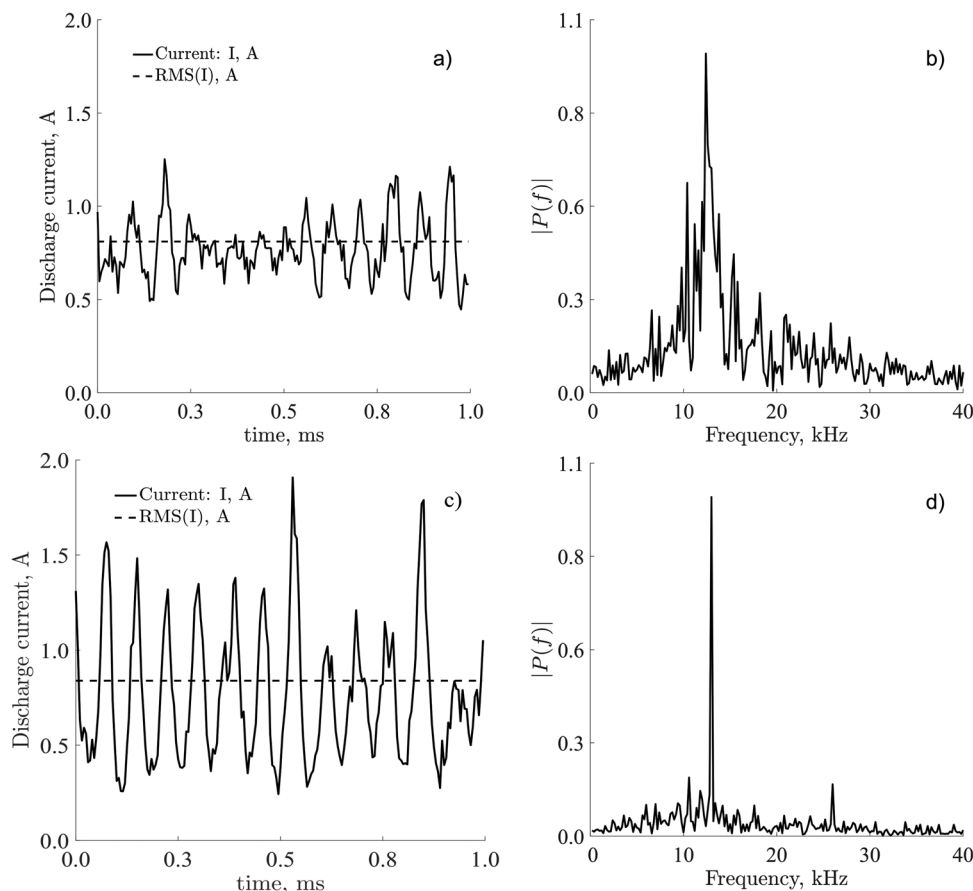 2.0
1.5
1.0
0.5
0.0
Discharge current, A
Current: I, A
RMS(I), A
a)
0.0 0.3 0.5 0.8 1.0
time, ms
1.1
0.8
0.6
0.3
0.0
|P(f)|
b)
0 10 20 30 40
Frequency, kHz
2.0
1.5
1.0
0.5
0.0
Discharge current, A
Current: I, A
RMS(I), A
c)
0.0 0.3 0.5 0.8 1.0
time, ms
1.1
0.8
0.6
0.3
0.0
|P(f)|
d)
0 10 20 30 40
Frequency, kHz